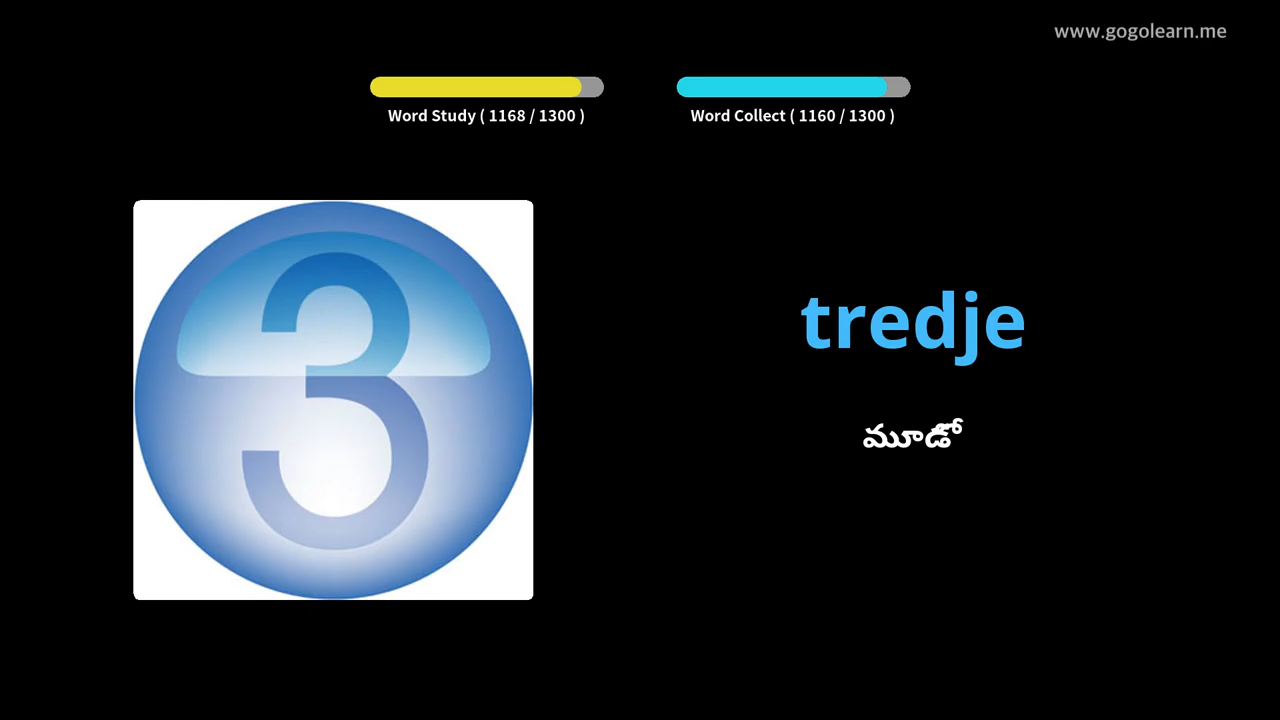 www.gogolearn.me
Word Study ( 1168 / 1300 )
Word Collect ( 1160 / 1300 )
3
tredje
మూడో